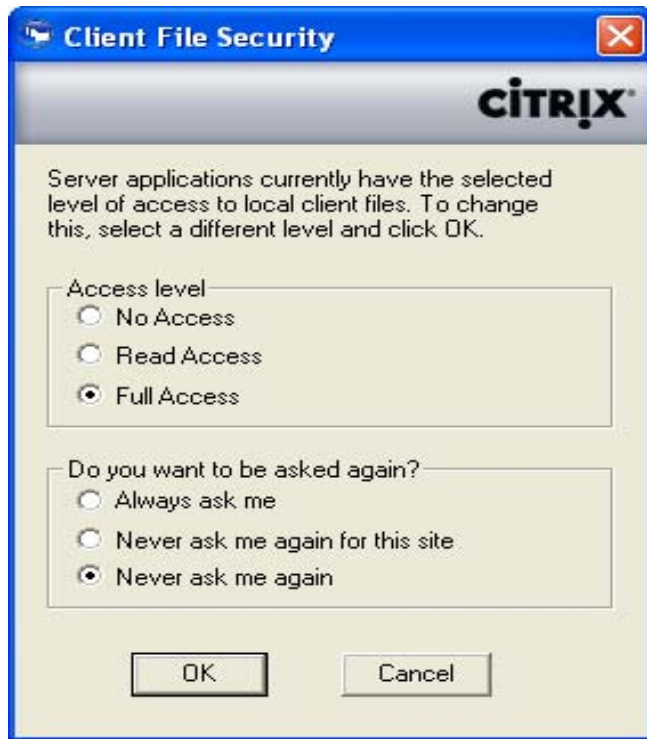 Client File Security
CİTRIX®
Server applications currently have the selected
level of access to local client files. To change
this, select a different level and click OK.
Access level
No Access
Read Access
Full Access
Do you want to be asked again?
Always ask me
Never ask me again for this site
Never ask me again
OK Cancel